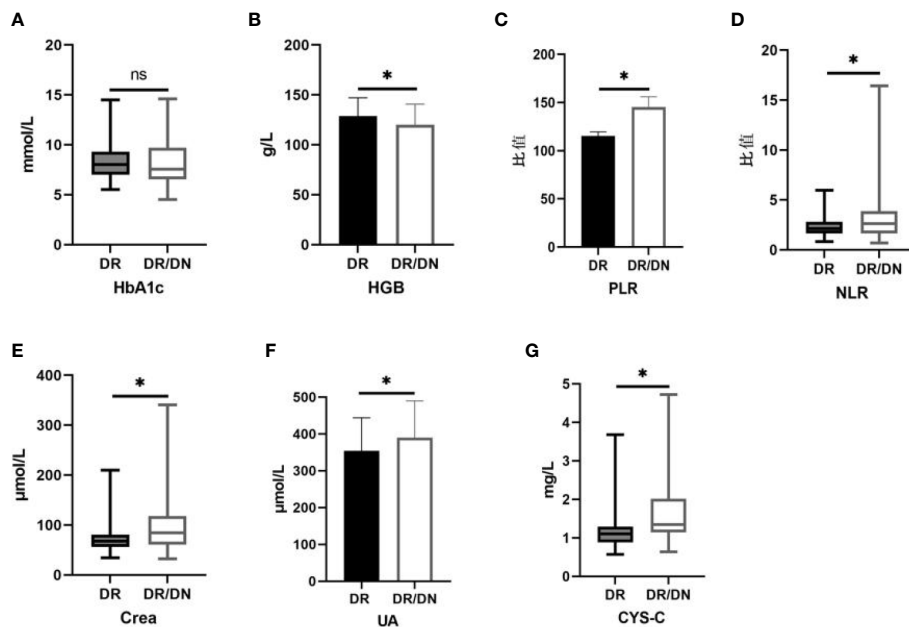 A
B
C
D
20
15
10
5
0
mmol/L
ns
DR
DR/DN
HbA1c
200
150
100
50
0
g/L
*
DR
DR/DN
HGB
200
150
100
50
0
比值
*
DR
DR/DN
PLR
20
15
10
5
0
比值
*
DR
DR/DN
NLR
E
F
G
400
300
200
100
0
μmol/L
*
DR
DR/DN
Crea
500
400
300
200
100
0
μmol/L
*
DR
DR/DN
UA
5
4
3
2
1
0
mg/L
*
DR
DR/DN
CYS-C